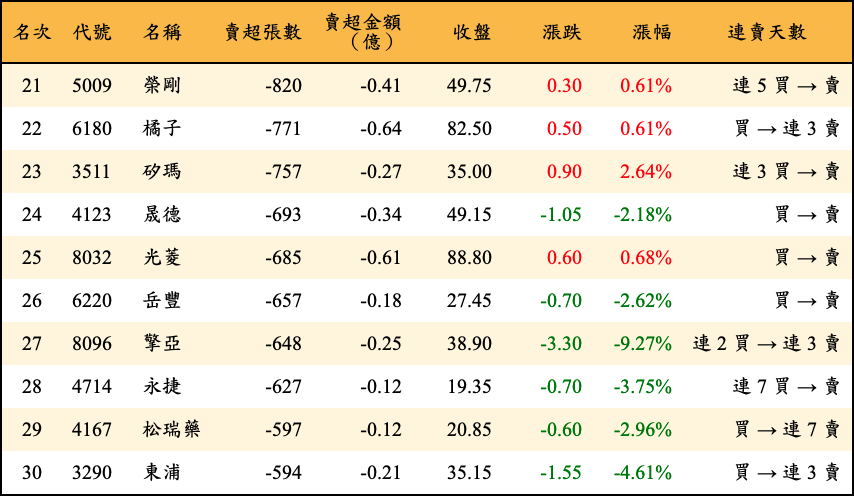 名次 代號 名稱 賣超張數 賣超金額（億） 收盤 漲跌 漲幅 連賣天數
21 5009 榮剛 -820 -0.41 49.75 0.30 0.61% 連 5 買 → 賣
22 6180 橘子 -771 -0.64 82.50 0.50 0.61% 買 → 連 3 賣
23 3511 矽瑪 -757 -0.27 35.00 0.90 2.64% 連 3 買 → 賣
24 4123 晟德 -693 -0.34 49.15 -1.05 -2.18% 買 → 賣
25 8032 光菱 -685 -0.61 88.80 0.60 0.68% 買 → 賣
26 6220 岳豐 -657 -0.18 27.45 -0.70 -2.62% 買 → 賣
27 8096 擎亞 -648 -0.25 38.90 -3.30 -9.27% 連 2 買 → 連 3 賣
28 4714 永捷 -627 -0.12 19.35 -0.70 -3.75% 連 7 買 → 賣
29 4167 松瑞藥 -597 -0.12 20.85 -0.60 -2.96% 買 → 連 7 賣
30 3290 東浦 -594 -0.21 35.15 -1.55 -4.61% 買 → 連 3 賣